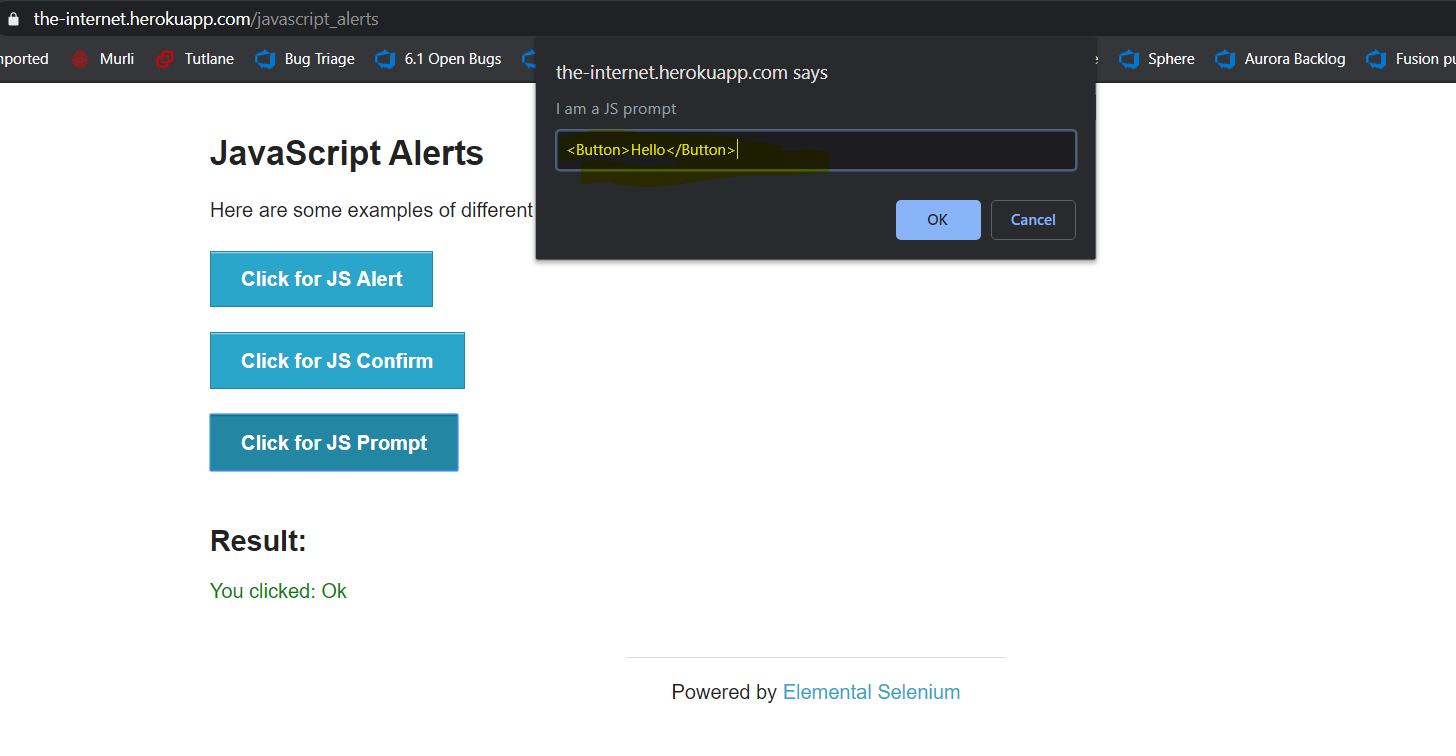 the-internet.herokuapp.com/javascript_alerts
nported Murli Tutlane Bug Triage 6.1 Open Bugs Sphere Aurora Backlog Fusion pu
the-internet.herokuapp.com says
I am a JS prompt
<Button>Hello</Button>
OK Cancel
JavaScript Alerts
Here are some examples of different
Click for JS Alert
Click for JS Confirm
Click for JS Prompt
Result:
You clicked: Ok
Powered by Elemental Selenium